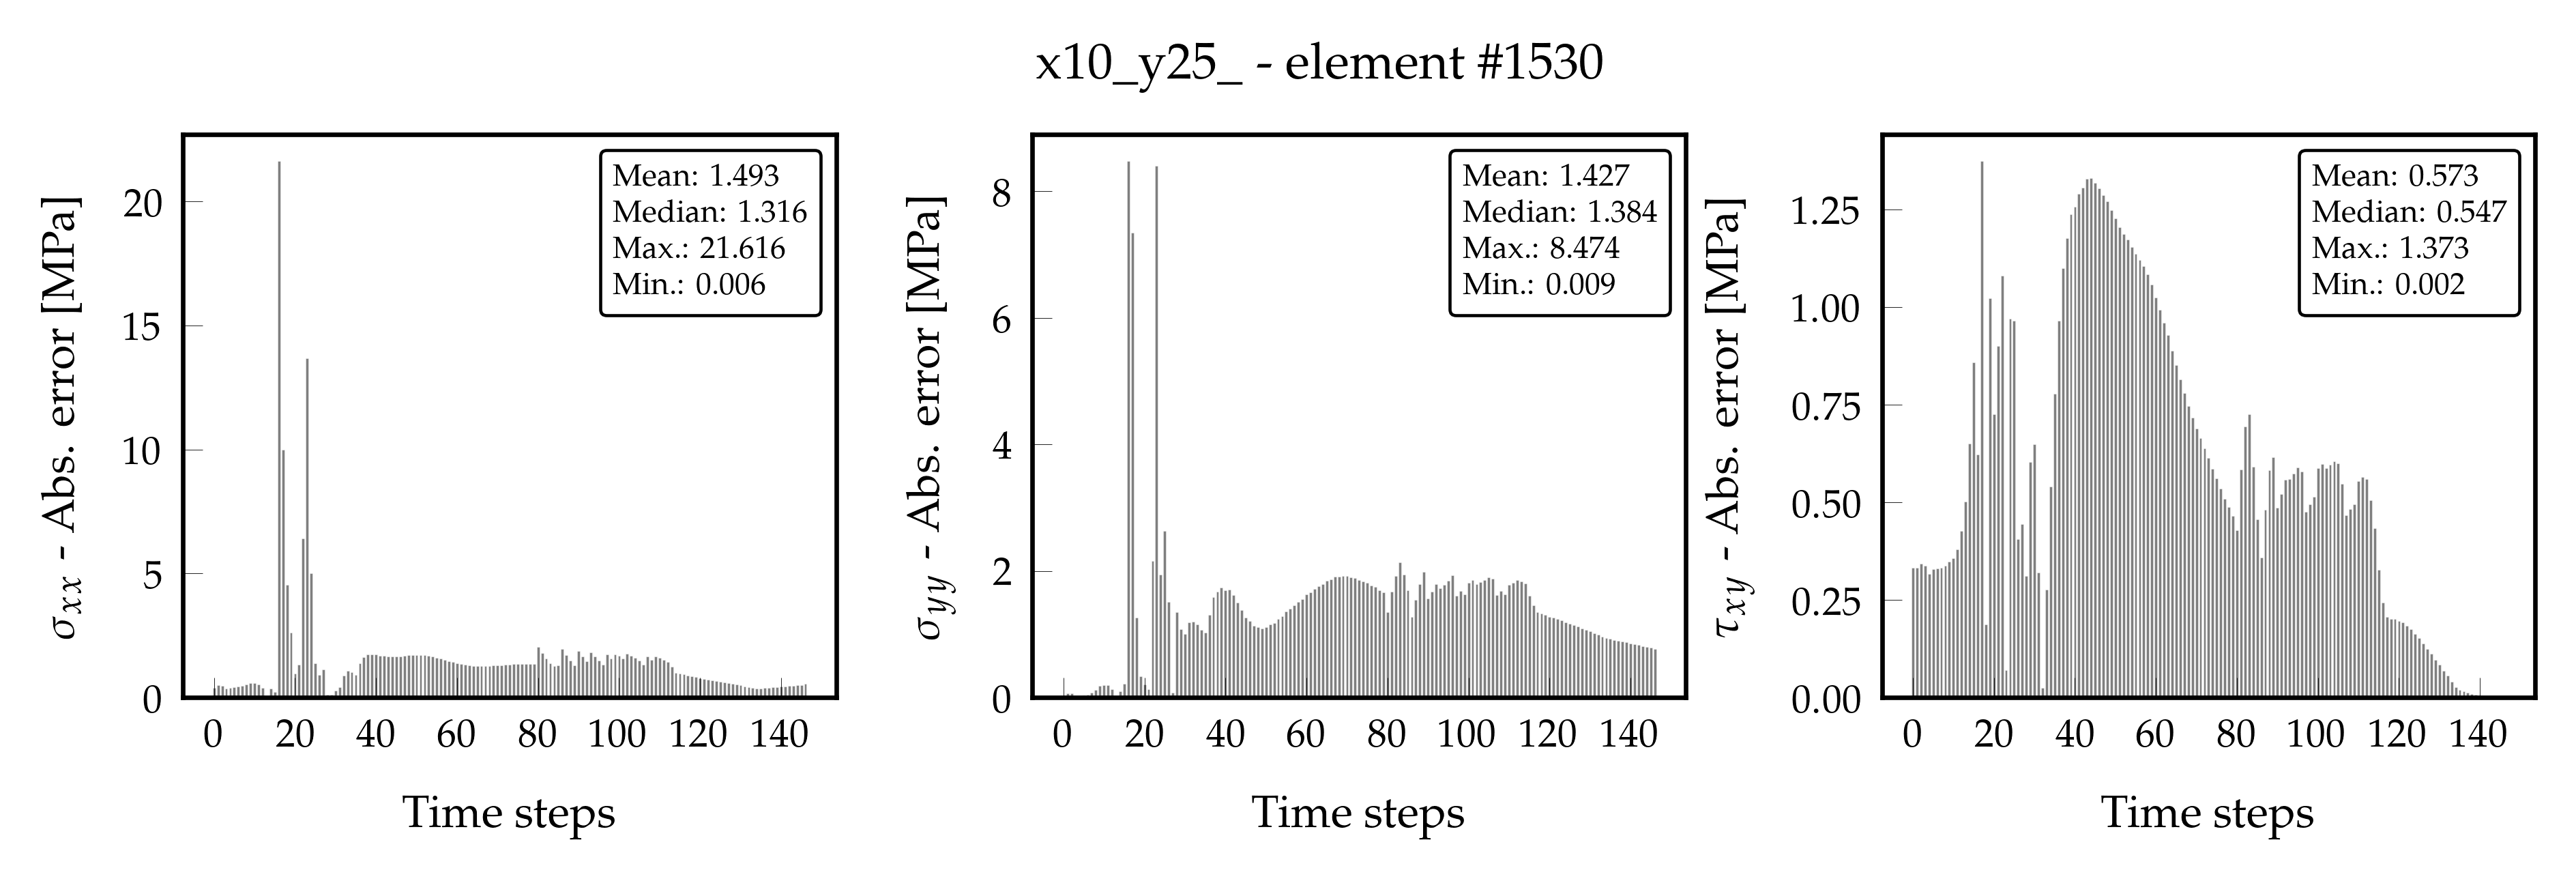 x10_y25_ - element #1530
σxx - Abs. error [MPa]
20
15
10
5
0
Mean: 1.493
Median: 1.316
Max.: 21.616
Min.: 0.006
0 20 40 60 80 100 120 140
Time steps
σyy - Abs. error [MPa]
8
6
4
2
0
Mean: 1.427
Median: 1.384
Max.: 8.474
Min.: 0.009
0 20 40 60 80 100 120 140
Time steps
τxy - Abs. error [MPa]
1.25
1.00
0.75
0.50
0.25
0.00
Mean: 0.573
Median: 0.547
Max.: 1.373
Min.: 0.002
0 20 40 60 80 100 120 140
Time steps